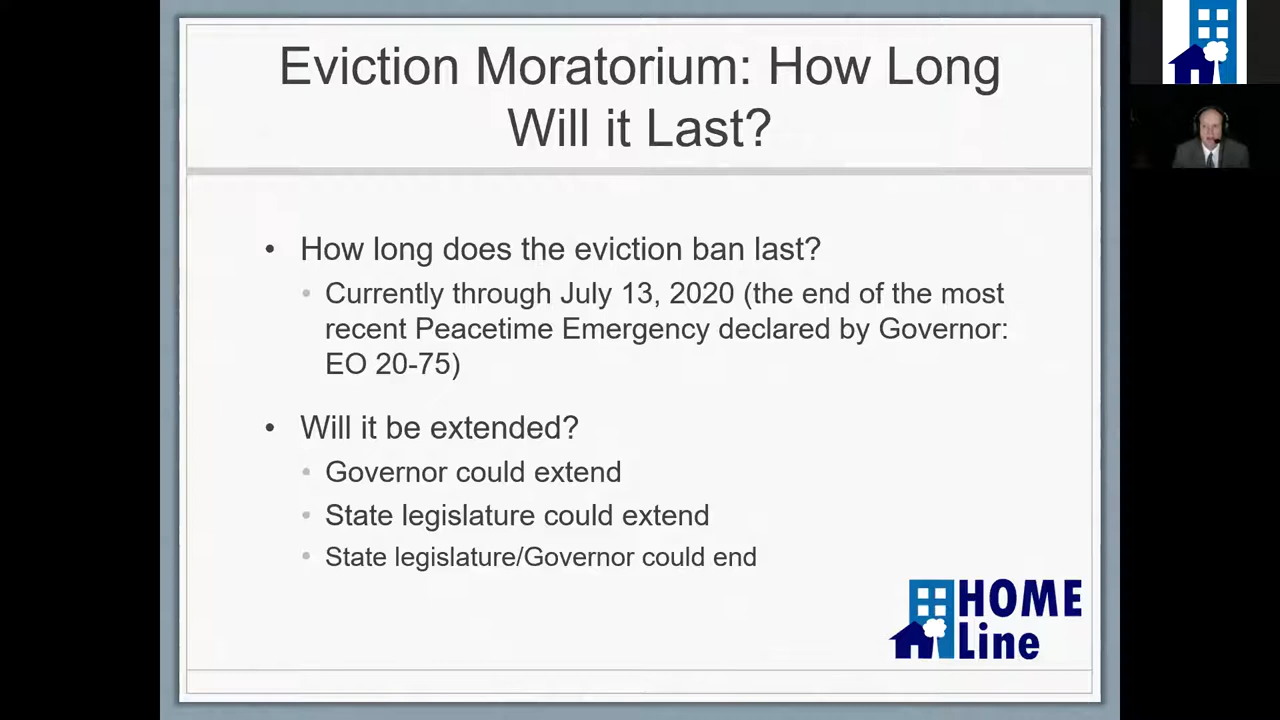 Eviction Moratorium: How Long
Will it Last?
• How long does the eviction ban last?
• Currently through July 13, 2020 (the end of the most
recent Peacetime Emergency declared by Governor:
EO 20-75)
• Will it be extended?
• Governor could extend
• State legislature could extend
• State legislature/Governor could end
HOME
Line